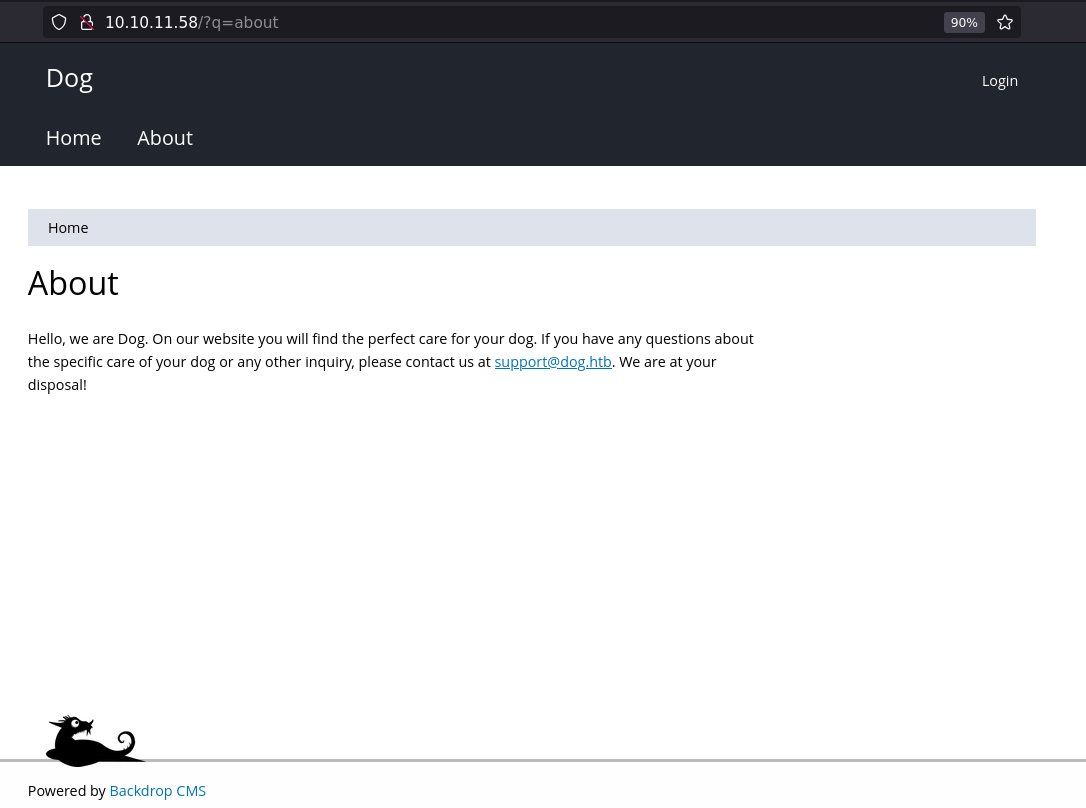 10.10.11.58/?q=about
90%
Dog
Login
Home
About
Home
About
Hello, we are Dog. On our website you will find the perfect care for your dog. If you have any questions about
the specific care of your dog or any other inquiry, please contact us at support@dog.htb. We are at your
disposal!
Powered by Backdrop CMS